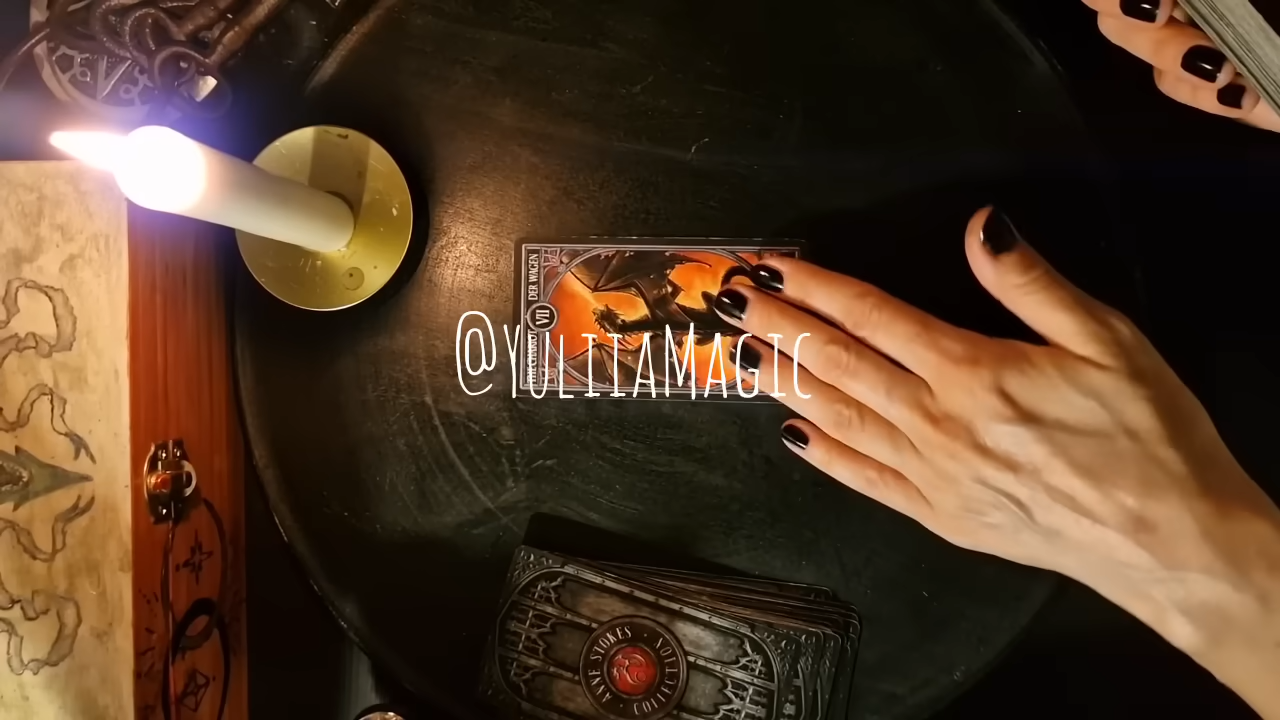 DER WAGEN
VII
THE CHARIOT
@YuliiaMagic
ANNE STOKES · COLLECTION ·